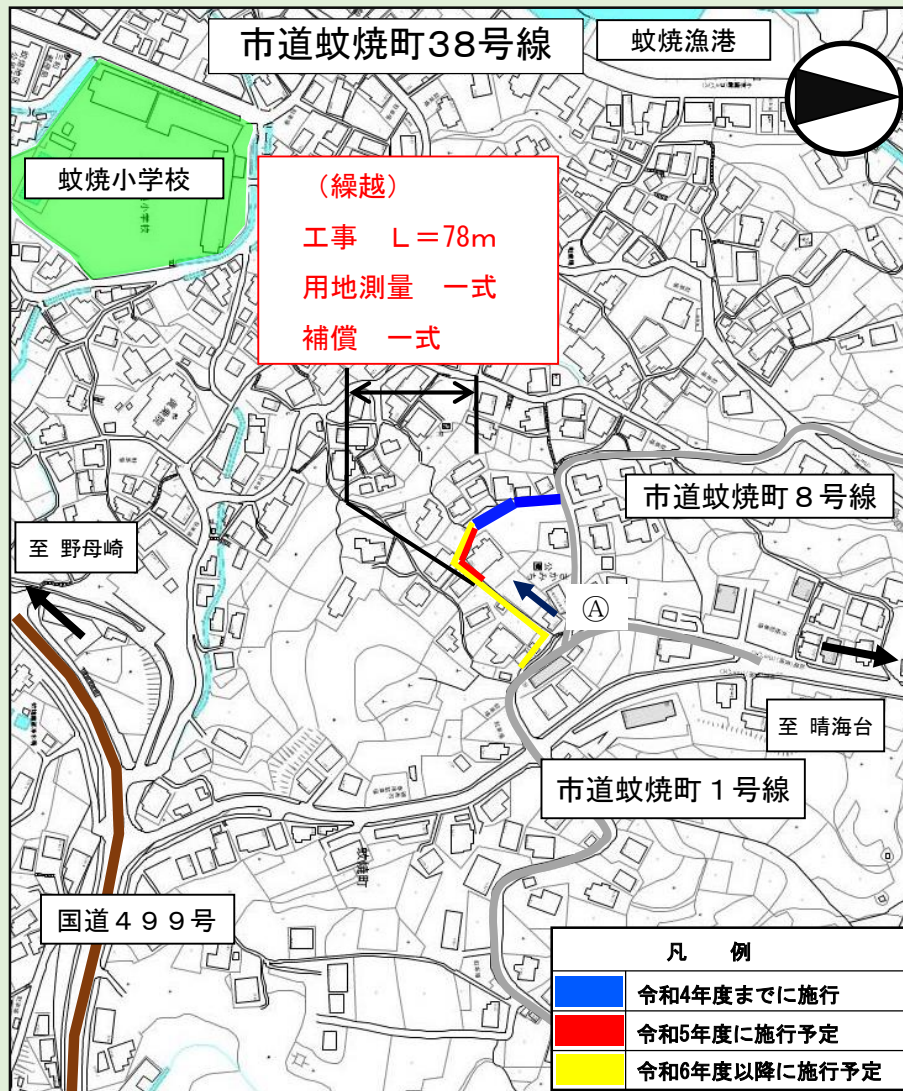 市道蚊焼町38号線
蚊焼漁港
蚊焼小学校
(繰越)
工事 L=78m
用地測量 一式
補償 一式
市道蚊焼町8号線
至 野母崎
Ⓐ
至 晴海台
市道蚊焼町1号線
蚊焼町
国道499号
凡 例
令和4年度までに施行
令和5年度に施行予定
令和6年度以降に施行予定